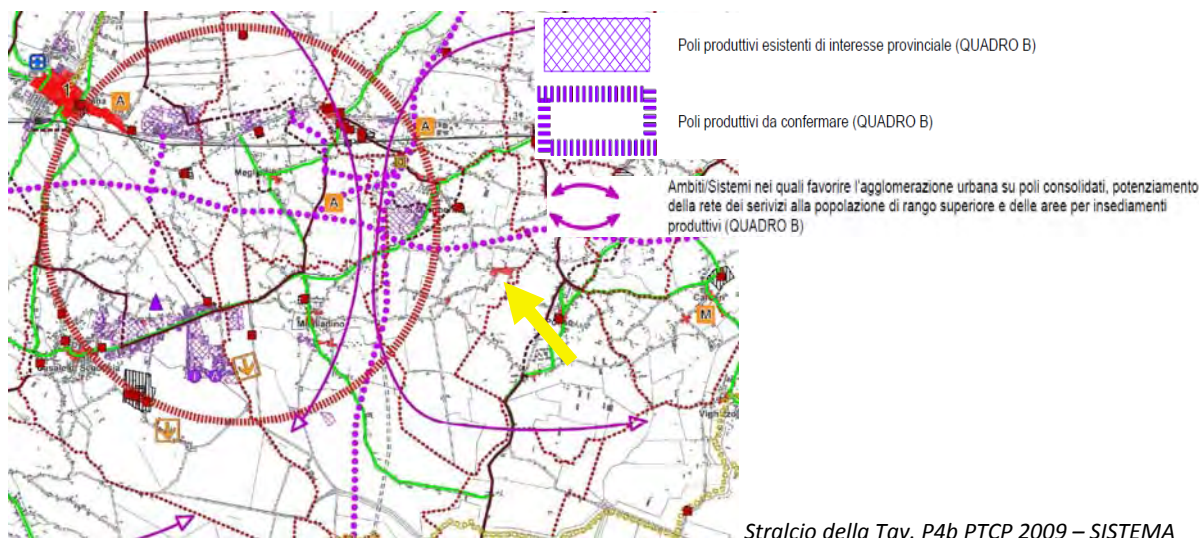 Poli produttivi esistenti di interesse provinciale (QUADRO B)
Poli produttivi da confermare (QUADRO B)
Ambiti/Sistemi nei quali favorire l'agglomerazione urbana su poli consolidati, potenziamento
della rete dei serivizi alla popolazione di rango superiore e delle aree per insediamenti
produttivi (QUADRO B)
1
A
A
A
M
A
Stralcio della Tav. P4b PTCP 2009 – SISTEMA